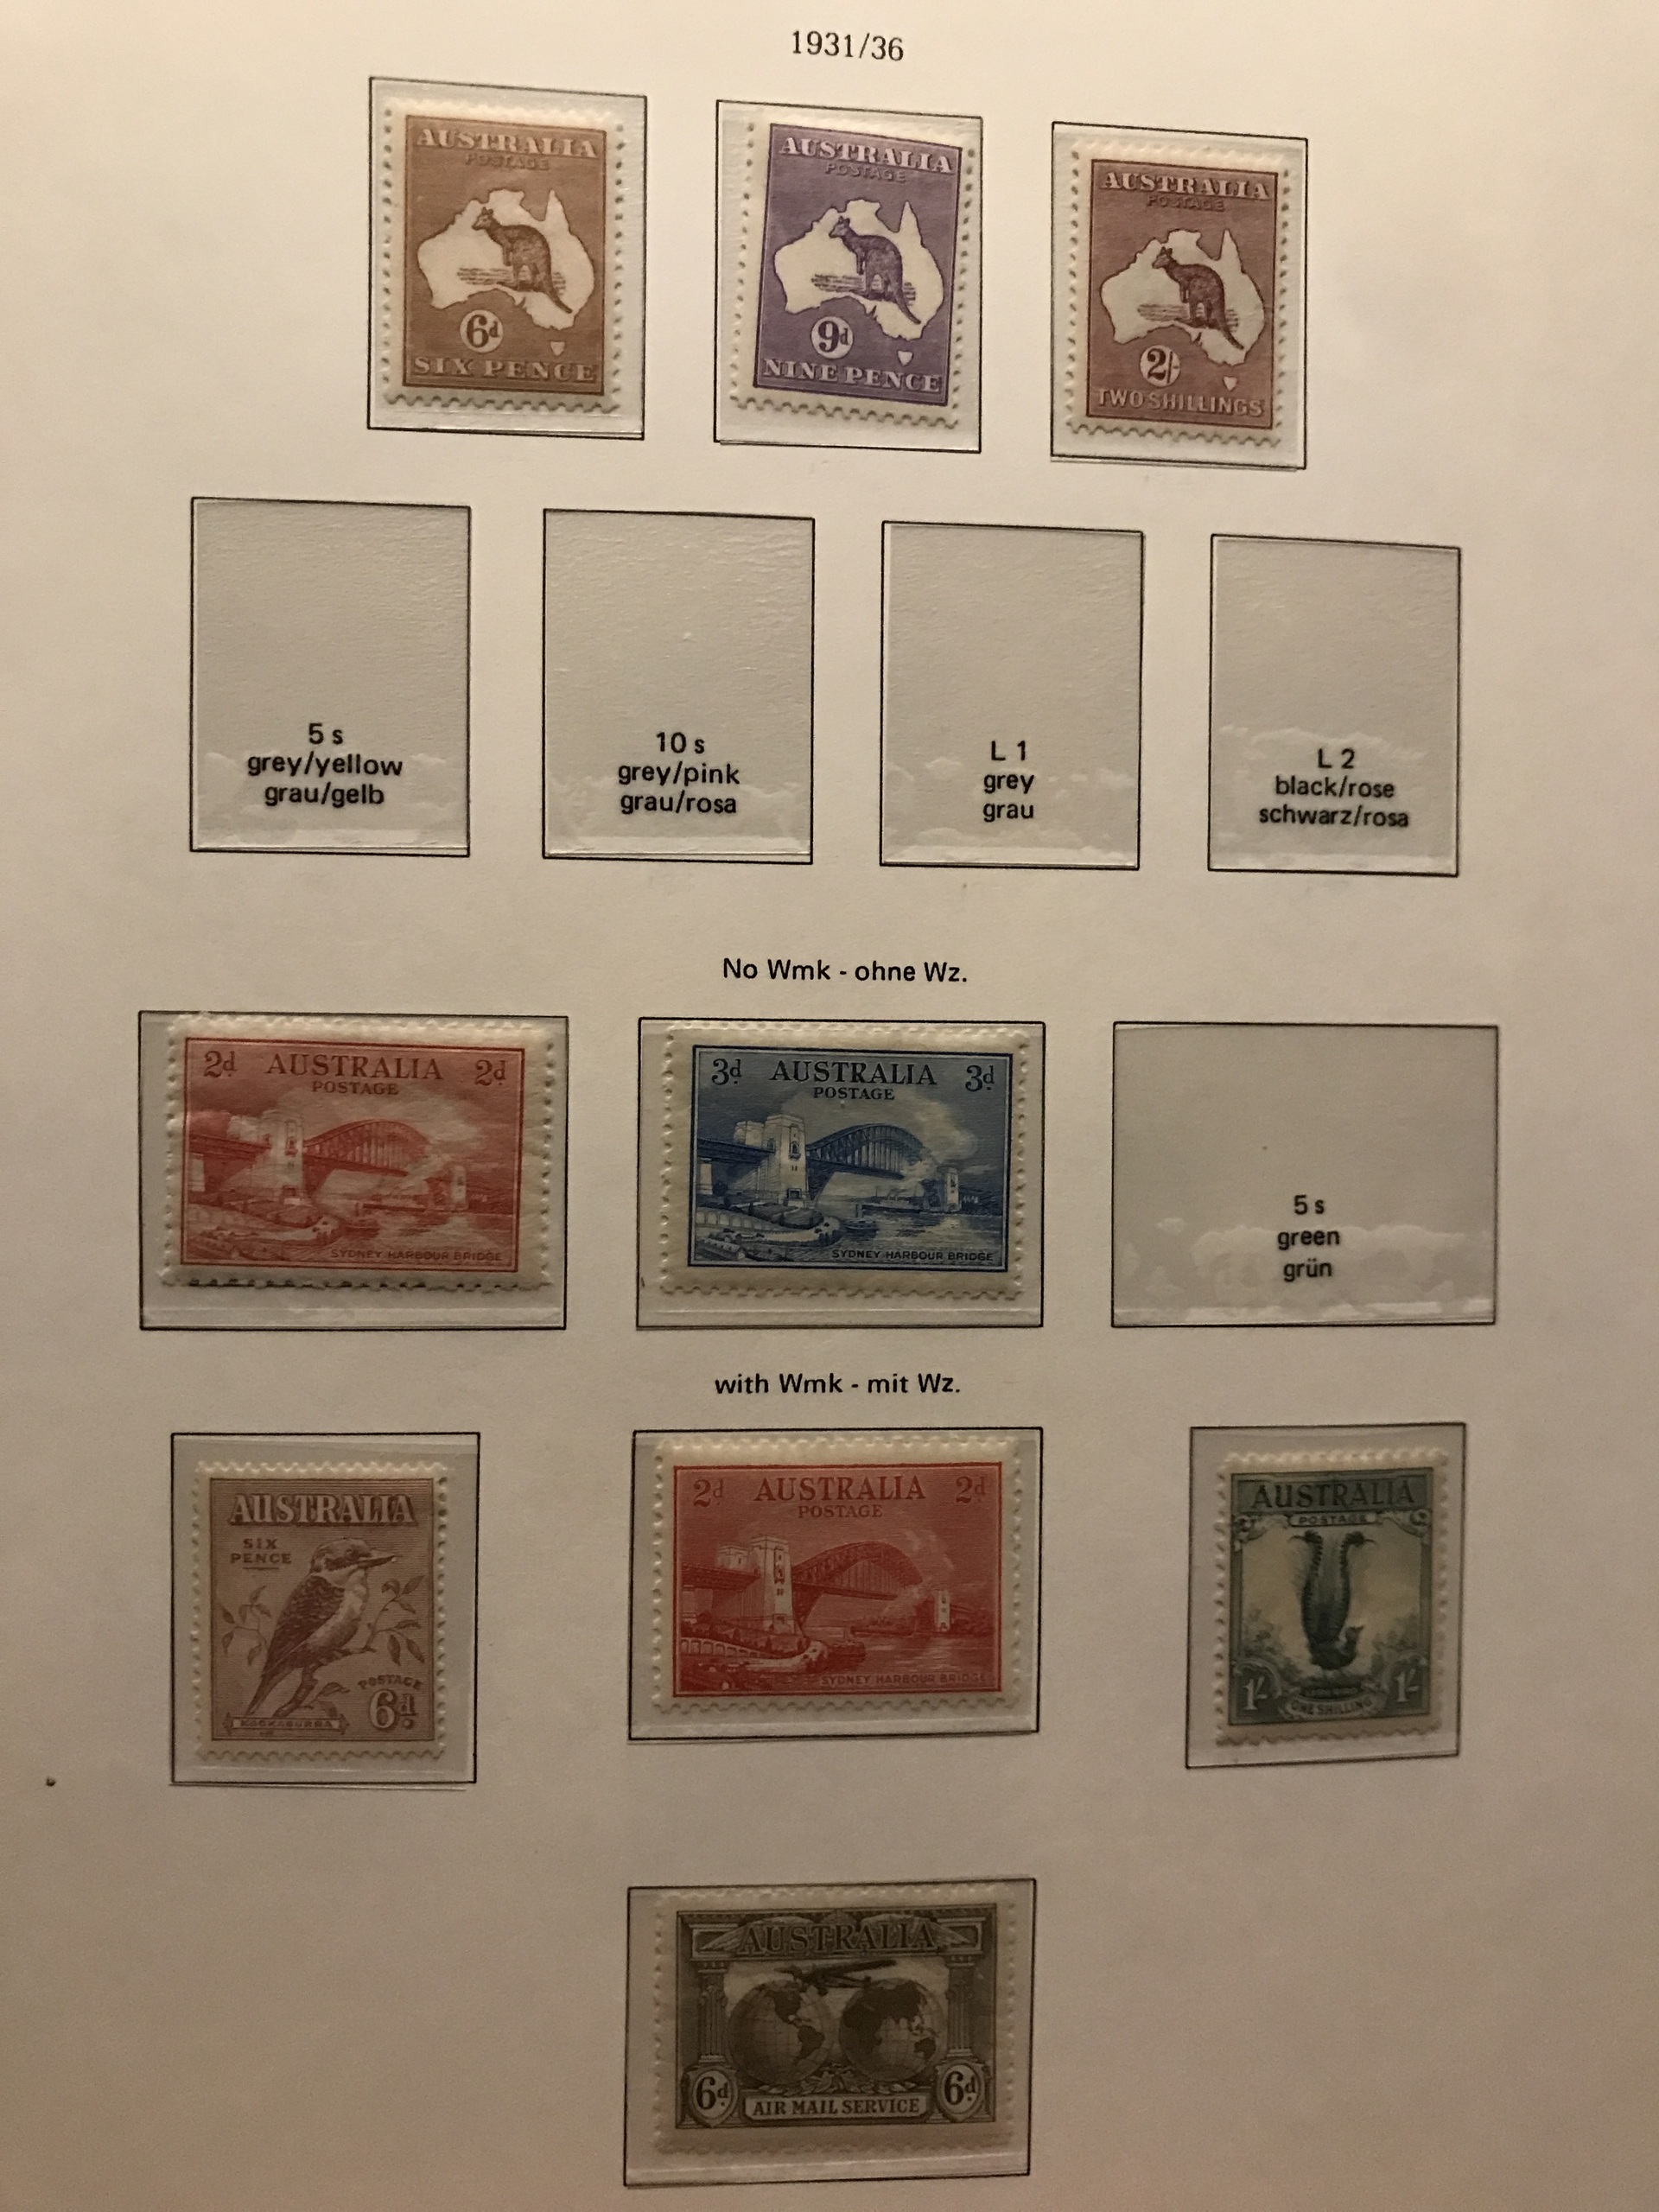 1931/36
AUSTRALIA
POSTAGE
6d
SIX PENCE
AUSTRALIA
POSTAGE
9d
NINE PENCE
AUSTRALIA
POSTAGE
2/-
TWO SHILLINGS
5 s
grey/yellow
grau/gelb
10 s
grey/pink
grau/rosa
L 1
grey
grau
L 2
black/rose
schwarz/rosa
No Wmk - ohne Wz.
2d AUSTRALIA 2d
POSTAGE
SYDNEY HARBOUR BRIDGE
3d AUSTRALIA 3d
POSTAGE
SYDNEY HARBOUR BRIDGE
5 s
green
grün
with Wmk - mit Wz.
AUSTRALIA
SIX
PENCE
POSTAGE
6d
KOOKABURRA
2d AUSTRALIA 2d
POSTAGE
SYDNEY HARBOUR BRIDGE
AUSTRALIA
POSTAGE
1/- 1/-
ONE SHILLING
AUSTRALIA
6d 6d
AIR MAIL SERVICE